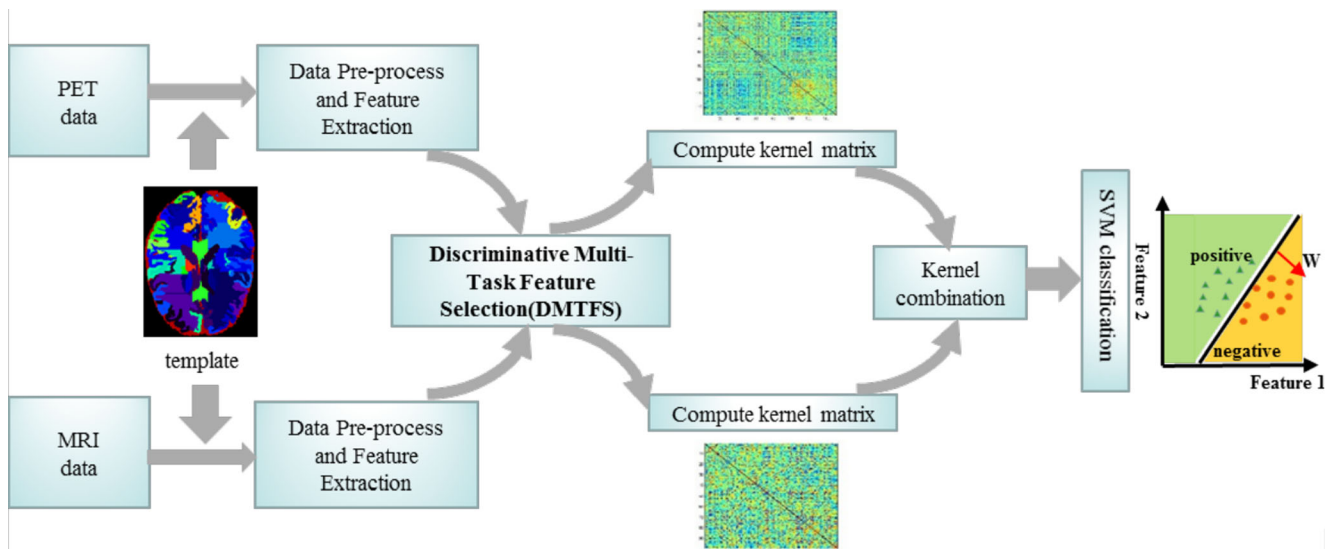 PET
data
Data Pre-process
and Feature
Extraction
Compute kernel matrix
template
Discriminative Multi-
Task Feature
Selection(DMTFS)
Kernel
combination
SVM classification
Feature 2
positive
W
negative
Feature 1
MRI
data
Data Pre-process
and Feature
Extraction
Compute kernel matrix